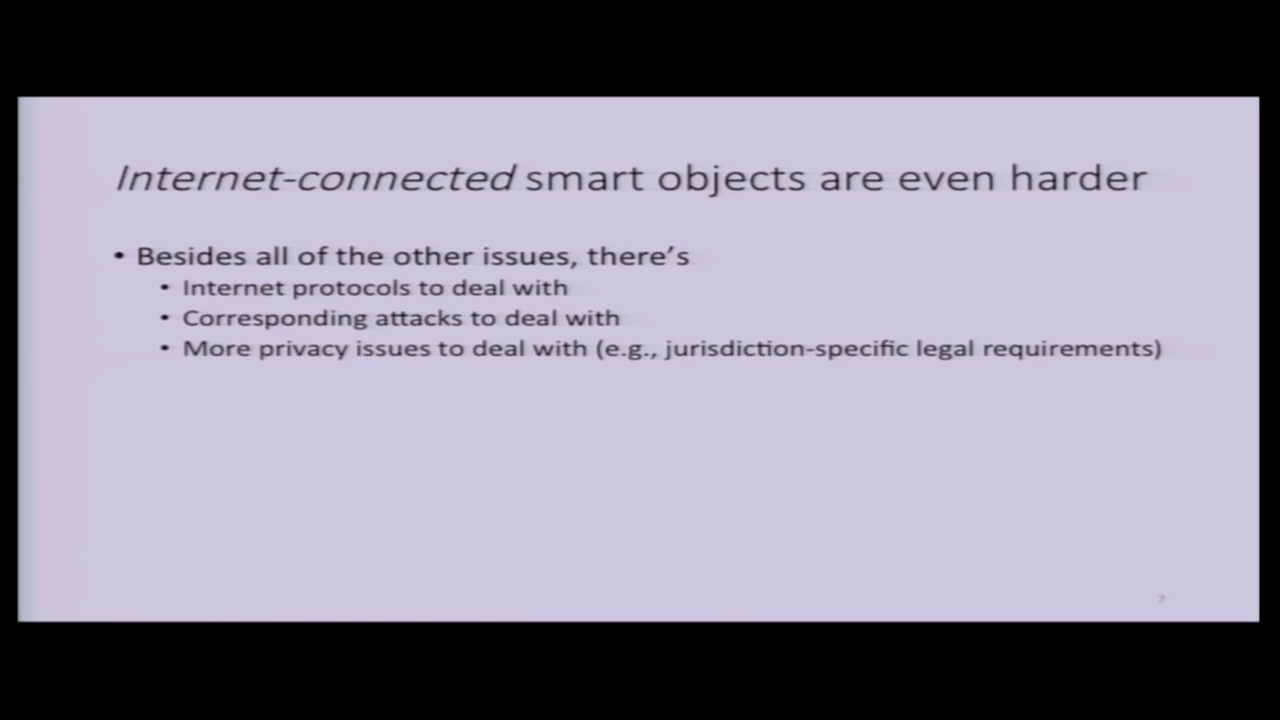 Internet-connected smart objects are even harder
• Besides all of the other issues, there's
• Internet protocols to deal with
• Corresponding attacks to deal with
• More privacy issues to deal with (e.g., jurisdiction-specific legal requirements)
7